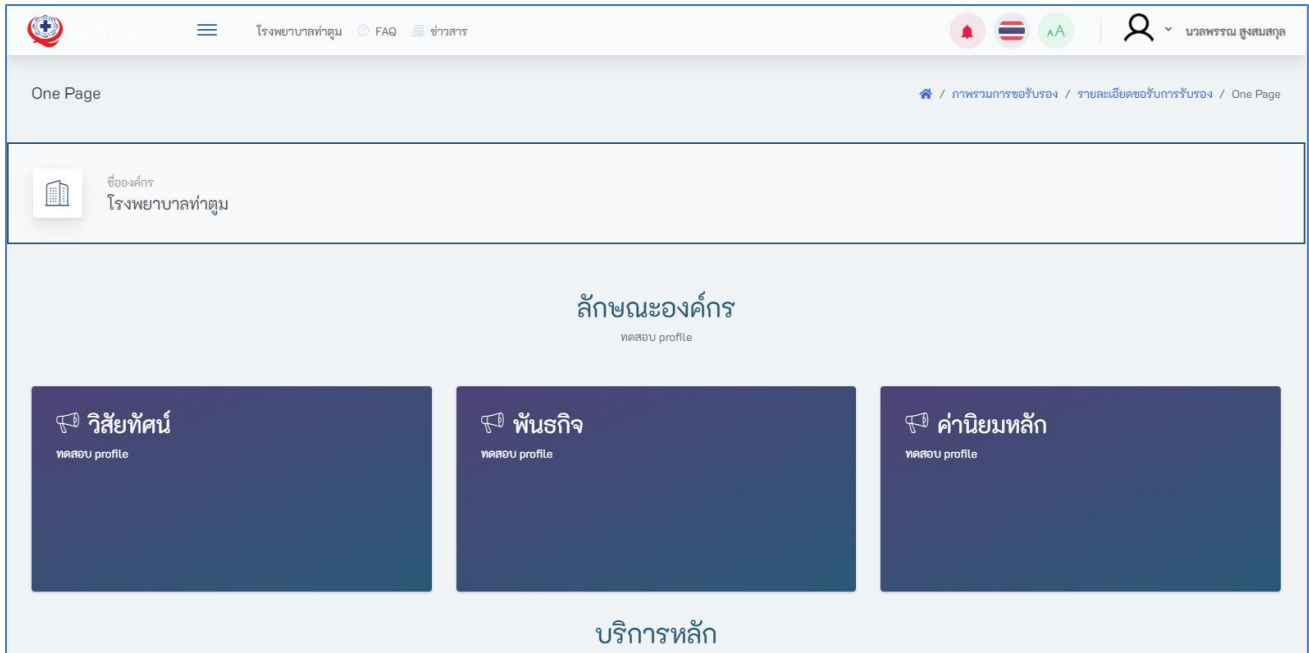 โรงพยาบาลท่าตูม FAQ ข่าวสาร AA นวลพรรณ สูงสมสกุล
One Page / ภาพรวมการขอรับรอง / รายละเอียดขอรับการรับรอง / One Page
ชื่อองค์กร
โรงพยาบาลท่าตูม
ลักษณะองค์กร
ทดสอบ profile
วิสัยทัศน์ พันธกิจ ค่านิยมหลัก
ทดสอบ profile ทดสอบ profile ทดสอบ profile
บริการหลัก